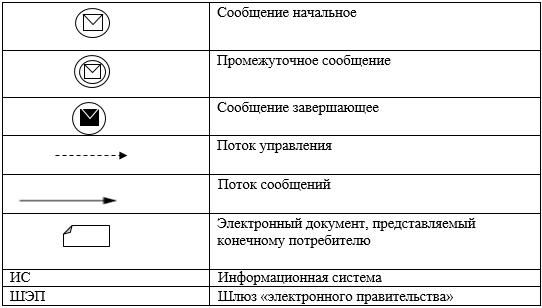 Сообщение начальное
Промежуточное сообщение
Сообщение завершающее
Поток управления
Поток сообщений
Электронный документ, представляемый
конечному потребителю
ИС Информационная система
ШЭП Шлюз «электронного правительства»